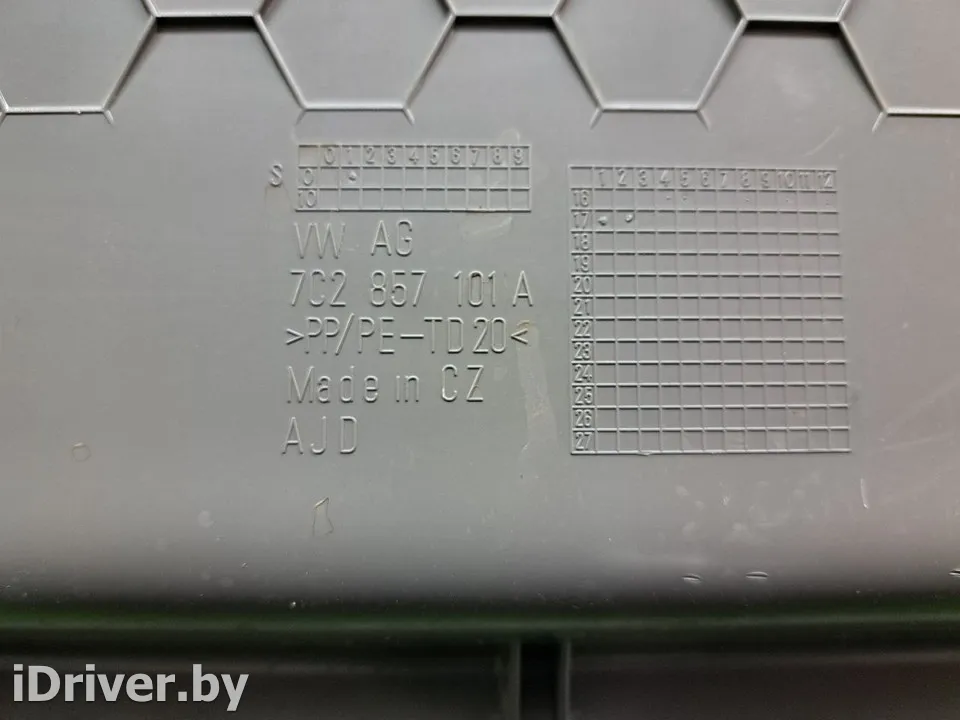 0 1 2 3 4 5 6 7 8 9
S 0
10
VW AG
7C2 857 101 A
>PP/PE-TD20<
Made in CZ
AJD
1 2 3 4 5 6 7 8 9 10 11 12
16
17
18
19
20
21
22
23
24
25
26
27
iDriver.by